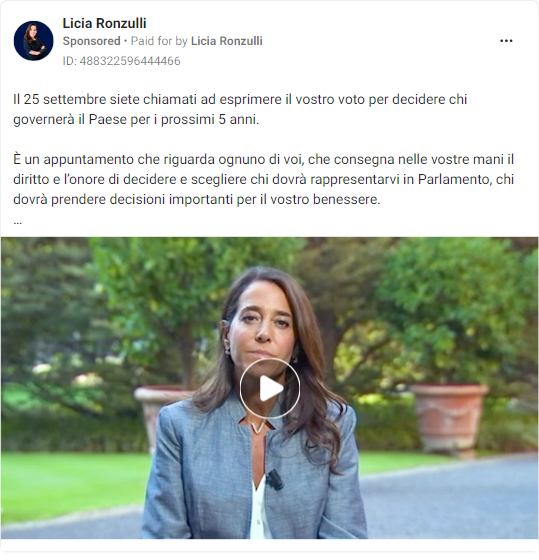 Licia Ronzulli
Sponsored • Paid for by Licia Ronzulli
ID: 488322596444466
Il 25 settembre siete chiamati ad esprimere il vostro voto per decidere chi
governerà il Paese per i prossimi 5 anni.
È un appuntamento che riguarda ognuno di voi, che consegna nelle vostre mani il
diritto e l’onore di decidere e scegliere chi dovrà rappresentarvi in Parlamento, chi
dovrà prendere decisioni importanti per il vostro benessere.
...